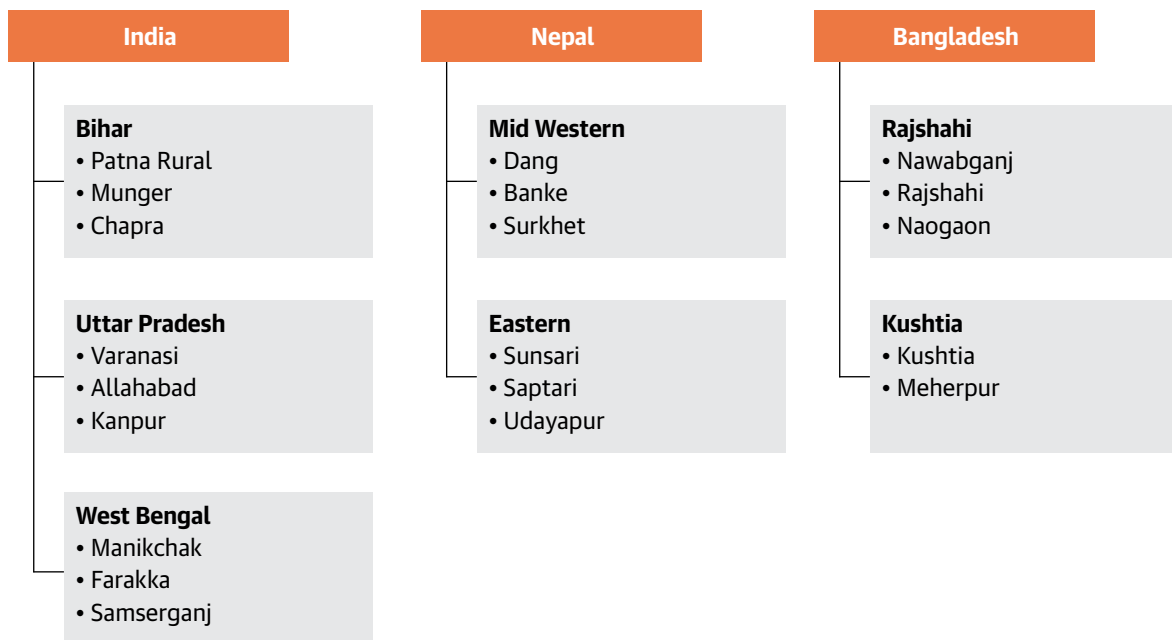 India
Bihar
• Patna Rural
• Munger
• Chapra
Uttar Pradesh
• Varanasi
• Allahabad
• Kanpur
West Bengal
• Manikchak
• Farakka
• Samserganj
Nepal
Mid Western
• Dang
• Banke
• Surkhet
Eastern
• Sunsari
• Saptari
• Udayapur
Bangladesh
Rajshahi
• Nawabganj
• Rajshahi
• Naogaon
Kushtia
• Kushtia
• Meherpur